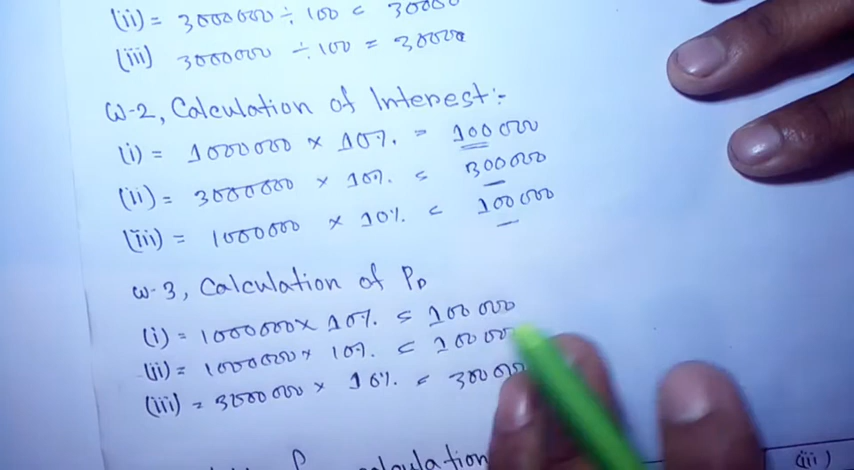 (ii) = 3000000 ÷ 100 = 30000
(iii) 3000000 ÷ 100 = 30000
W-2, Calculation of Interest:-
(i) = 1000000 × 10% = 100000
(ii) = 3000000 × 10% = 300000
(iii) = 1000000 × 10% = 100000
W-3, Calculation of PD
(i) = 1000000 × 10% = 100000
(ii) = 1000000 × 10% = 100000
(iii) = 3000000 × 10% = 300000
(iii)